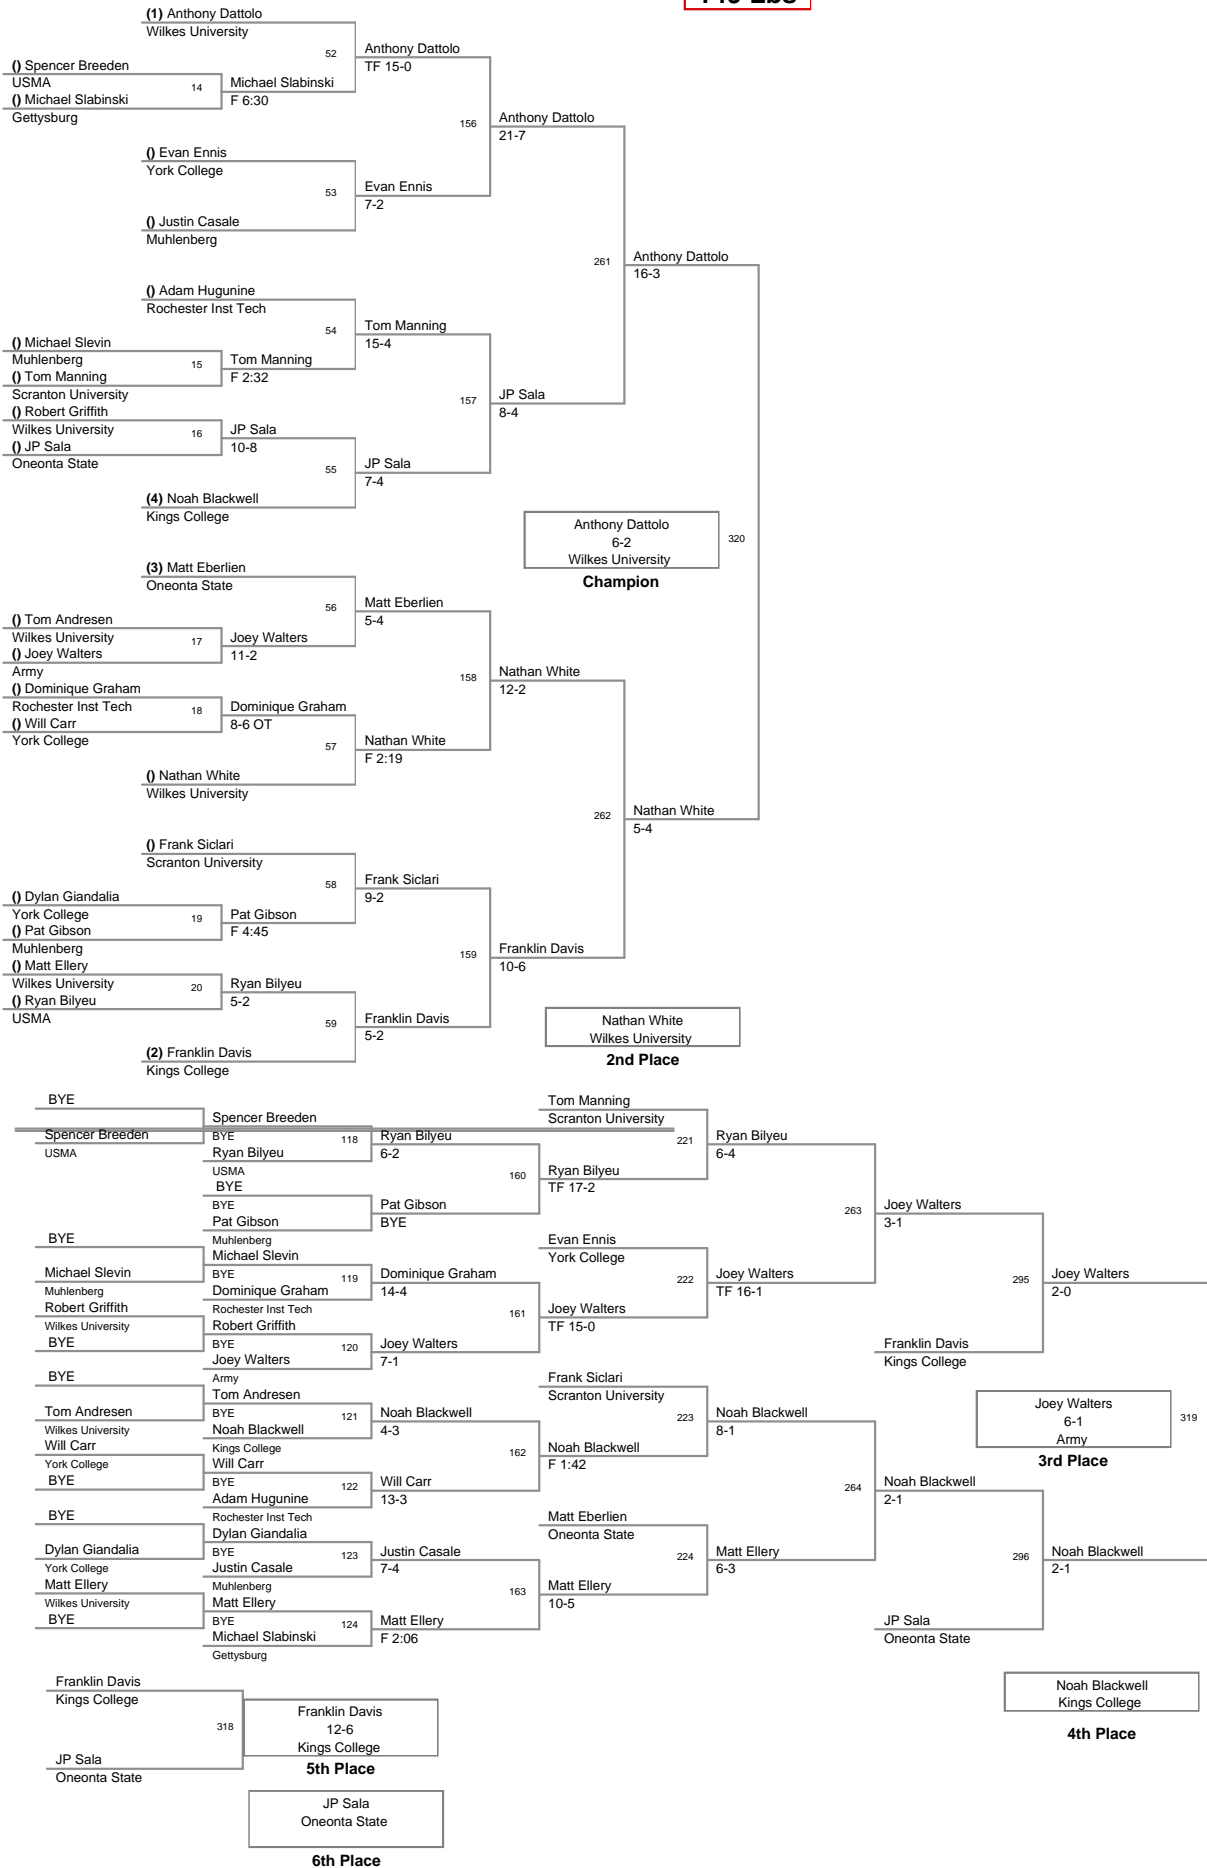 (1) Anthony Dattolo
Wilkes University
52
Anthony Dattolo
TF 15-0
() Spencer Breeden
USMA
14
Michael Slabinski
() Michael Slabinski
F 6:30
Gettysburg
156
Anthony Dattolo
21-7
() Evan Ennis
York College
53
Evan Ennis
7-2
() Justin Casale
Muhlenberg
261
Anthony Dattolo
16-3
() Adam Hugunine
Rochester Inst Tech
54
Tom Manning
15-4
() Michael Slevin
Muhlenberg
15
Tom Manning
() Tom Manning
F 2:32
Scranton University
157
JP Sala
8-4
() Robert Griffith
Wilkes University
16
JP Sala
() JP Sala
10-8
Oneonta State
55
JP Sala
7-4
(4) Noah Blackwell
Kings College
Anthony Dattolo
6-2
320
Wilkes University
Champion
(3) Matt Eberlien
Oneonta State
56
Matt Eberlien
5-4
() Tom Andresen
Wilkes University
17
Joey Walters
() Joey Walters
11-2
Army
158
Nathan White
12-2
() Dominique Graham
Rochester Inst Tech
18
Dominique Graham
() Will Carr
8-6 OT
York College
57
Nathan White
F 2:19
() Nathan White
Wilkes University
262
Nathan White
5-4
() Frank Siclari
Scranton University
58
Frank Siclari
9-2
() Dylan Giandalia
York College
19
Pat Gibson
() Pat Gibson
F 4:45
Muhlenberg
159
Franklin Davis
10-6
() Matt Ellery
Wilkes University
20
Ryan Bilyeu
() Ryan Bilyeu
5-2
USMA
59
Franklin Davis
5-2
(2) Franklin Davis
Kings College
Nathan White
Wilkes University
2nd Place
BYE
Spencer Breeden
USMA
Spencer Breeden
BYE
118
Ryan Bilyeu
USMA
Ryan Bilyeu
6-2
BYE
BYE
Pat Gibson
Muhlenberg
Pat Gibson
BYE
160
Ryan Bilyeu
TF 17-2
Tom Manning
Scranton University
221
Ryan Bilyeu
6-4
BYE
Michael Slevin
Muhlenberg
Michael Slevin
BYE
119
Dominique Graham
Rochester Inst Tech
Dominique Graham
14-4
Robert Griffith
Wilkes University
BYE
Robert Griffith
BYE
120
Joey Walters
Army
Joey Walters
7-1
161
Joey Walters
TF 15-0
Evan Ennis
York College
222
Joey Walters
TF 16-1
263
Joey Walters
3-1
Franklin Davis
Kings College
295
Joey Walters
2-0
BYE
Tom Andresen
Wilkes University
Tom Andresen
BYE
121
Noah Blackwell
Kings College
Noah Blackwell
4-3
Will Carr
York College
BYE
Will Carr
BYE
122
Adam Hugunine
Rochester Inst Tech
Will Carr
13-3
162
Noah Blackwell
F 1:42
Frank Siclari
Scranton University
223
Noah Blackwell
8-1
Joey Walters
6-1
319
Army
3rd Place
BYE
Dylan Giandalia
York College
Dylan Giandalia
BYE
123
Justin Casale
Muhlenberg
Justin Casale
7-4
Matt Ellery
Wilkes University
BYE
Matt Ellery
BYE
124
Michael Slabinski
Gettysburg
Matt Ellery
F 2:06
163
Matt Ellery
10-5
Matt Eberlien
Oneonta State
224
Matt Ellery
6-3
264
Noah Blackwell
2-1
JP Sala
Oneonta State
296
Noah Blackwell
2-1
Noah Blackwell
Kings College
4th Place
Franklin Davis
Kings College
318
JP Sala
Oneonta State
Franklin Davis
12-6
Kings College
5th Place
JP Sala
Oneonta State
6th Place